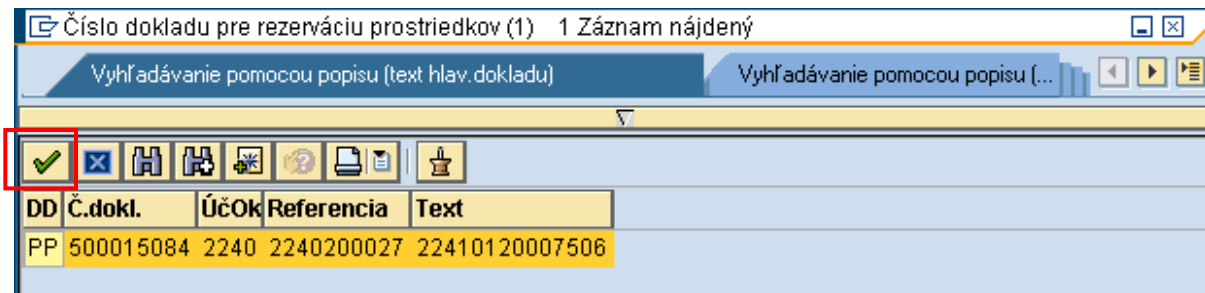 Číslo dokladu pre rezerváciu prostriedkov (1) 1 Záznam nájdený
Vyhľadávanie pomocou popisu (text hlav.dokladu) Vyhľadávanie pomocou popisu (...
DD Č.dokl. ÚčOk Referencia Text
PP 500015084 2240 2240200027 22410120007506